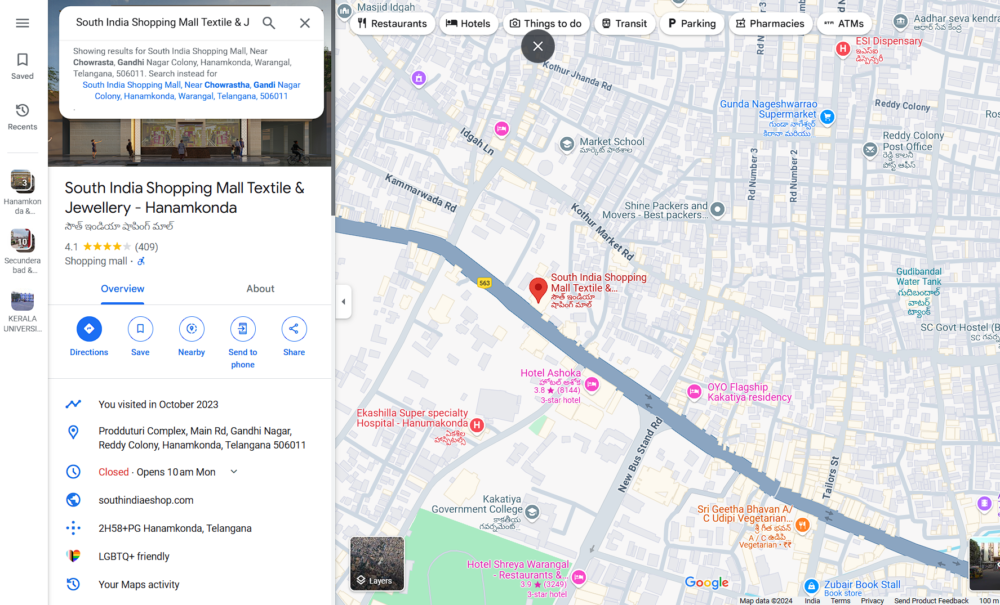 Saved
Recents
3
Hanamkon
da &...
10
Secundera
bad &...
KERALA
UNIVERSI...
South India Shopping Mall Textile & J
Showing results for South India Shopping Mall, Near
Chowrasta, Gandhi Nagar Colony, Hanamkonda, Warangal,
Telangana, 506011. Search instead for
South India Shopping Mall, Near Chowrastha, Gandi Nagar
Colony, Hanamkonda, Warangal, Telangana, 506011
.
South India Shopping Mall Textile &
Jewellery - Hanamkonda
సౌత్ ఇండియా షాపింగ్ మాల్
4.1 (409)
Shopping mall ·
Overview
About
Directions
Save
Nearby
Send to
phone
Share
You visited in October 2023
Prodduturi Complex, Main Rd, Gandhi Nagar,
Reddy Colony, Hanamkonda, Telangana 506011
Closed · Opens 10 am Mon
southindiaeshop.com
2H58+PG Hanamkonda, Telangana
LGBTQ+ friendly
Your Maps activity
Masjid Idgah
Restaurants
Hotels
Things to do
Transit
Parking
Pharmacies
ATMs
Aadhar seva kendra
ఆధార్ సేవ కేంద్ర
ESI Dispensary
ఇఎస్ఐ
డిస్పెన్సరీ
Kothur Jhanda Rd
Gunda Nageshwarrao
Supermarket
గుండా నాగేశ్వర్
కిరానా మరియు...
Reddy Colony
Ros
Idgah Ln
Market School
మార్కెట్ పాఠశాల
Reddy Colony
Post Office
రెడ్డి కాలనీ
పోస్ట్ ఆఫీస్
Rd Number 3
Rd Number 2
Kammarwada Rd
Kothur Market Rd
Shine Packers and
Movers - Best packers...
563
South India Shopping
Mall Textile &...
సౌత్ ఇండియా
షాపింగ్ మాల్
Gudibandal
Water Tank
గుదిబందాల్
వాటర్
ట్యాంక్
SC Govt Hostel (B
SC గవర్న
Hotel Ashoka
హోటల్ అశోక
3.8 ★ (8144)
3-star hotel
OYO Flagship
Kakatiya residency
Ekashilla Super specialty
Hospital - Hanumakonda
ఏకశిల
హాస్పిటల్స్
New Bus Stand Rd
Tailors St
Kakatiya
Government College
కాకతీయ
గవర్నమెంట్...
Sri Geetha Bhavan A/
C Udipi Vegetarian...
శ్రీ గీత భవన్
A / C ఉడిపి...
Vegetarian • ₹₹
Layers
Hotel Shreya Warangal
- Restaurants &...
3.9 ★ (3249)
3-star hotel
Google
Zubair Book Stall
Book store
Map data ©2024 India Terms Privacy Send Product Feedback 100 m